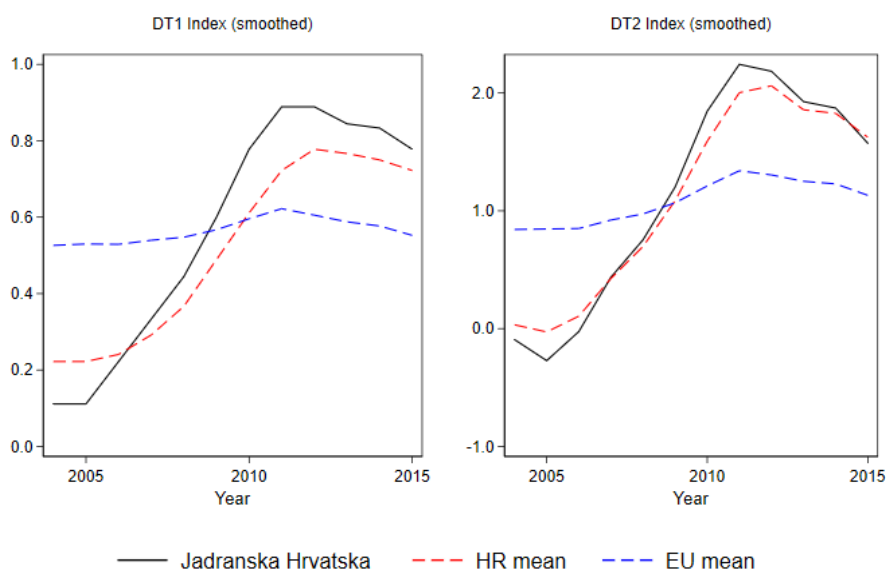 DT1 Index (smoothed)
1.0
0.8
0.6
0.4
0.2
0.0
2005 2010 2015
Year
DT2 Index (smoothed)
2.0
1.0
0.0
-1.0
2005 2010 2015
Year
Jadranska Hrvatska HR mean EU mean